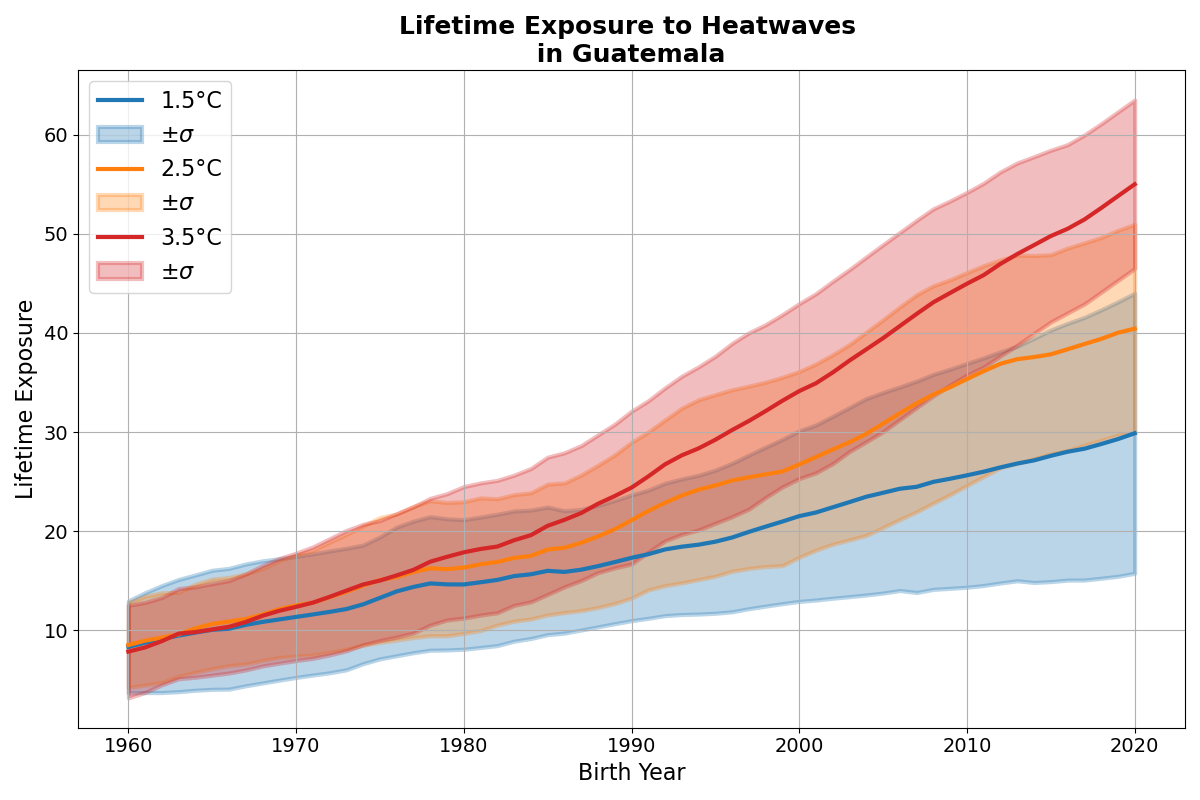 Lifetime Exposure to Heatwaves
in Guatemala
1.5°C
±σ
2.5°C
±σ
3.5°C
±σ
Lifetime Exposure
60
50
40
30
20
10
1960
1970
1980
1990
2000
2010
2020
Birth Year